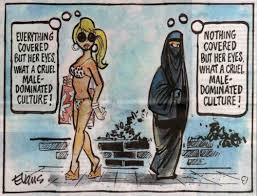 EVERYTHING
COVERED
BUT HER EYES,
WHAT A CRUEL
MALE-
DOMINATED
CULTURE!
NOTHING
COVERED
BUT HER EYES,
WHAT A CRUEL
MALE-
DOMINATED
CULTURE!
Evans